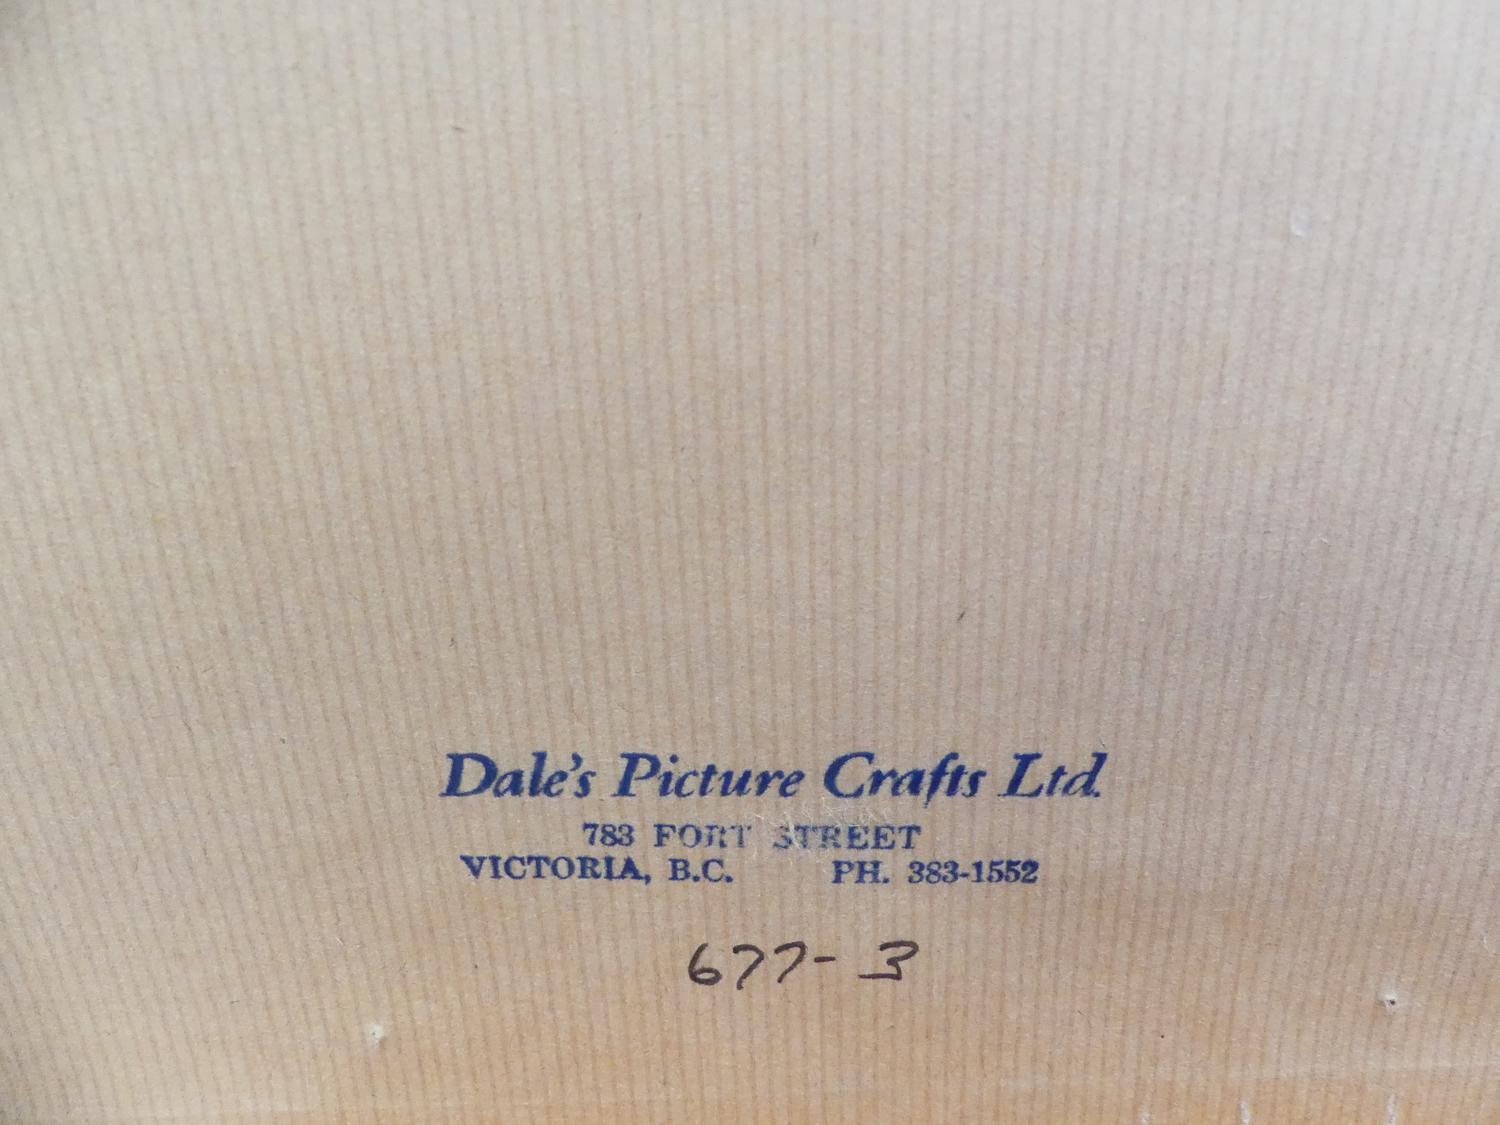 Dale's Picture Crafts Ltd.
783 FORT STREET
VICTORIA, B.C. PH. 383-1552
677-3